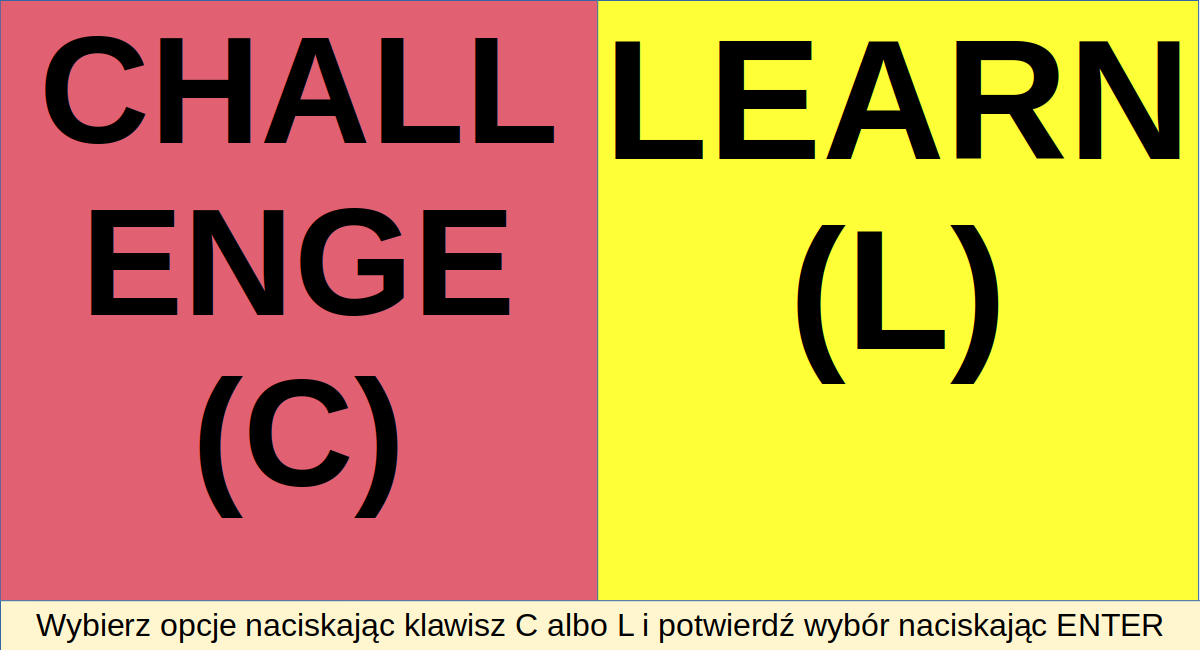 CHALL
ENGE
(C)
LEARN
(L)
Wybierz opcje naciskając klawisz C albo L i potwierdź wybór naciskając ENTER